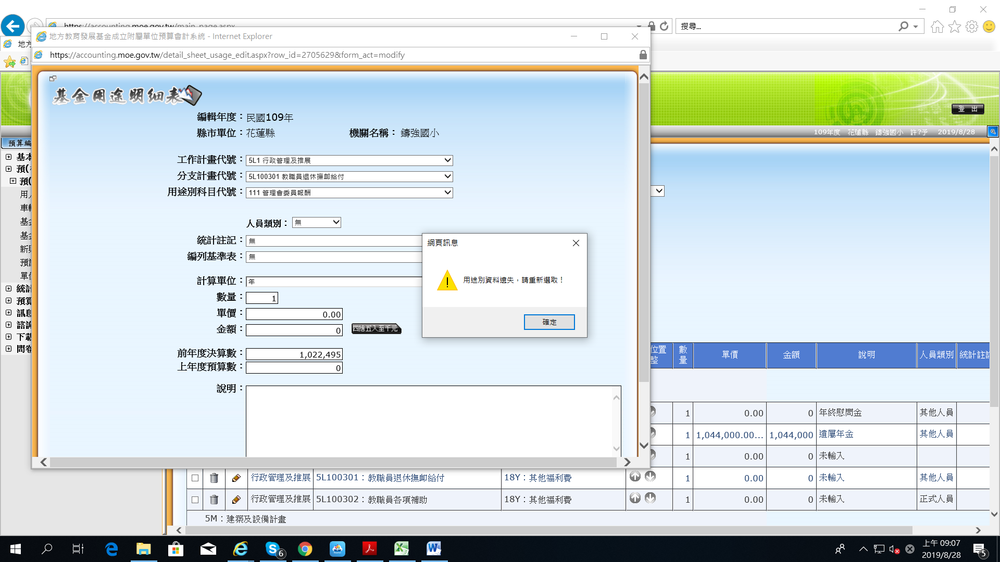 https://accounting.moe.gov.tw/main_page.aspx
搜尋...
地方教育發展基金成立附屬單位預算會計系統 - Internet Explorer
地方
https://accounting.moe.gov.tw/detail_sheet_usage_edit.aspx?row_id=2705629&form_act=modify
基金用途明細表
登 出
編輯年度：民國109年
縣市單位：花蓮縣 機關名稱：鑄強國小
109年度 花蓮縣 鑄強國小 許?予 2019/8/28
預算編
基本
預(
預(
用人
車輛
基金
基金
新
預
單位
統計
預算
訊息
諮詢
下載
問卷
工作計畫代號：5L1 行政管理及推展
分支計畫代號：5L100301 教職員退休撫卹給付
用途別科目代號：111 管理會委員報酬
人員類別：無
統計註記：無
編列基準表：無
計算單位：年
數量：1
單價：0.00
金額：0 四捨五入至千元
前年度決算數：1,022,495
上年度預算數：0
說明：
網頁訊息
用途別資料遺失，請重新選取！
確定
位置 數 單價 金額 說明 人員類別 統計註記
整 量
1 0.00 0 年終慰問金 其他人員
1 1,044,000.00... 1,044,000 遺屬年金 其他人員
1 0.00 0 未輸入
行政管理及推展 5L100301：教職員退休撫卹給付 18Y：其他福利費 1 0.00 0 未輸入 其他人員
行政管理及推展 5L100302：教職員各項補助 18Y：其他福利費 1 0.00 0 未輸入 正式人員
5M：建築及設備計畫
6
上午 09:07
2019/8/28
5